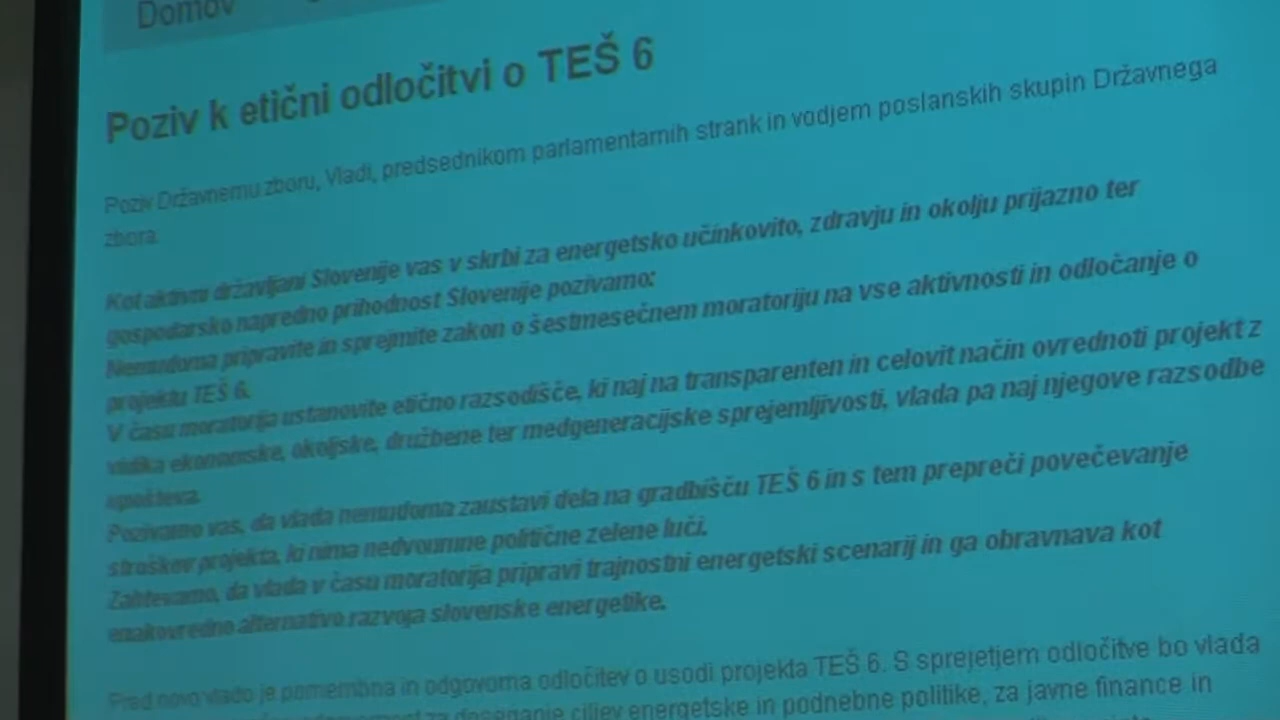 Domov
Poziv k etični odločitvi o TEŠ 6
Poziv Državnemu zboru, Vladi, predsednikom parlamentarnih strank in vodjem poslanskih skupin Državnega
zbora
Kot aktivni državljani Slovenije vas v skrbi za energetsko učinkovito, zdravju in okolju prijazno ter
gospodarsko napredno prihodnost Slovenije pozivamo:
Nemudoma pripravite in sprejmite zakon o šestmesečnem moratoriju na vse aktivnosti in odločanje o
projektu TEŠ 6.
V času moratorija ustanovite etično razsodišče, ki naj na transparenten in celovit način ovrednoti projekt z
vidika ekonomske, okoljske, družbene ter medgeneracijske sprejemljivosti, vlada pa naj njegove razsodbe
upošteva.
Pozivamo vas, da vlada nemudoma zaustavi dela na gradbišču TEŠ 6 in s tem prepreči povečevanje
stroškov projekta, ki nima nedvoumne politične zelene luči.
Zahtevamo, da vlada v času moratorija pripravi trajnostni energetski scenarij in ga obravnava kot
enakovredno alternativo razvoja slovenske energetike.
Pred novo vlado je pomembna in odgovorna odločitev o usodi projekta TEŠ 6. S sprejetjem odločitve bo vlada
za doseganje ciljev energetske in podnebne politike, za javne finance in